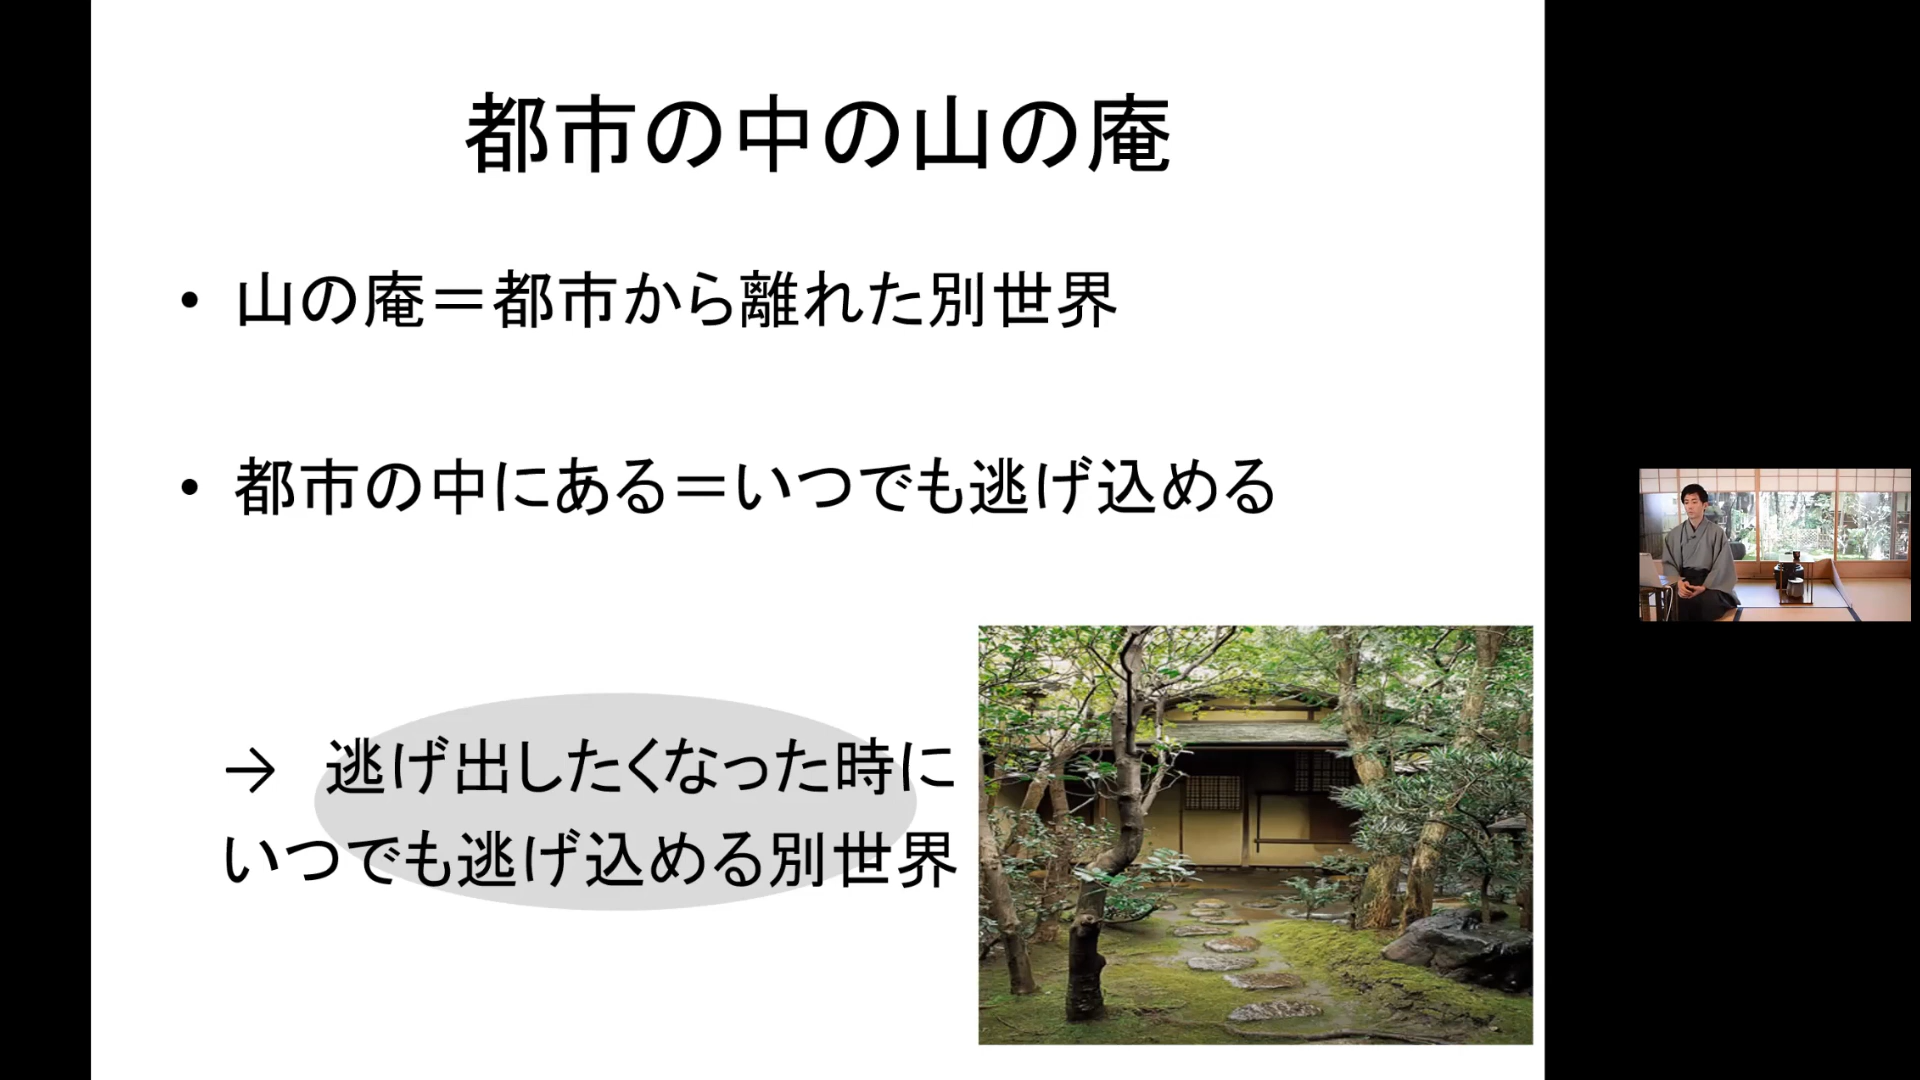 都市の中の山の庵
• 山の庵＝都市から離れた別世界
• 都市の中にある＝いつでも逃げ込める
→ 逃げ出したくなった時に
いつでも逃げ込める別世界